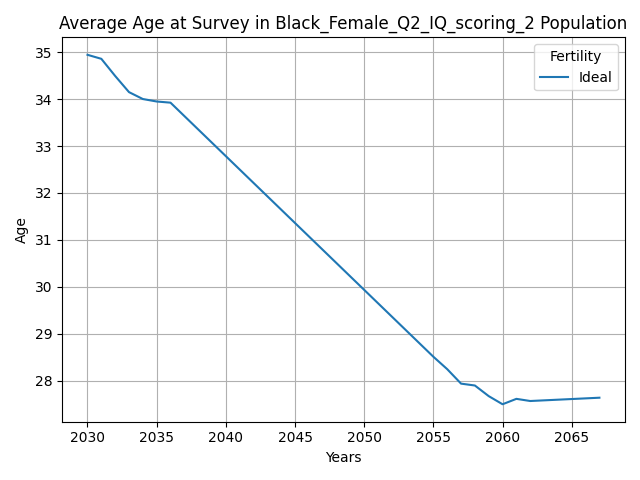 Average Age at Survey in Black_Female_Q2_IQ_scoring_2 Population
35
34
33
32
31
30
29
28
Age
Fertility
Ideal
2030 2035 2040 2045 2050 2055 2060 2065
Years